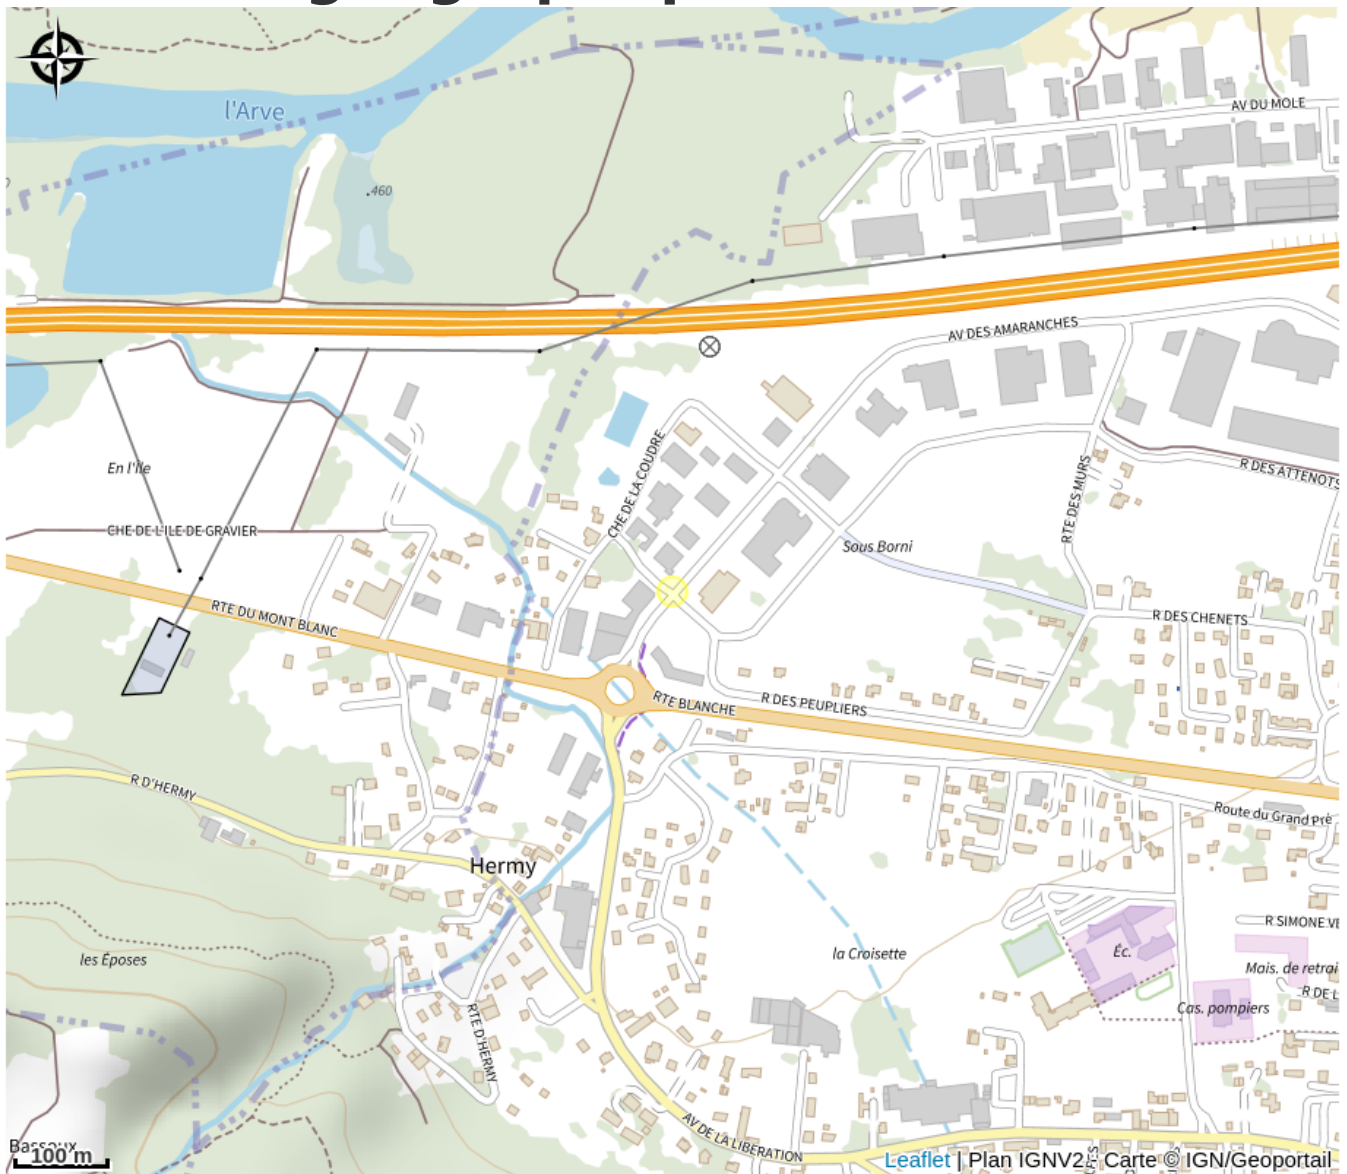 AV DU MOLE
l'Arve
.460
AV DES AMARANCHES
CHE DE LA COUDRE
En l'Île
R DES ATTENOTS
RTE DES MURS
CHE DE L'ILE DE GRAVIER
Sous Borni
RTE DU MONT BLANC
R DES CHENETS
RTE BLANCHE
R DES PEUPLIERS
R D'HERMY
Route du Grand Pré
Hermy
R SIMONE VE
les Époses
la Croisette
Éc.
Mais. de retrai
R DE L
Cas. pompiers
RTE D'HERMY
AV DE LA LIBERATION
Bassoux
100 m
Leaflet | Plan IGNV2 - Carte © IGN/Geoportail